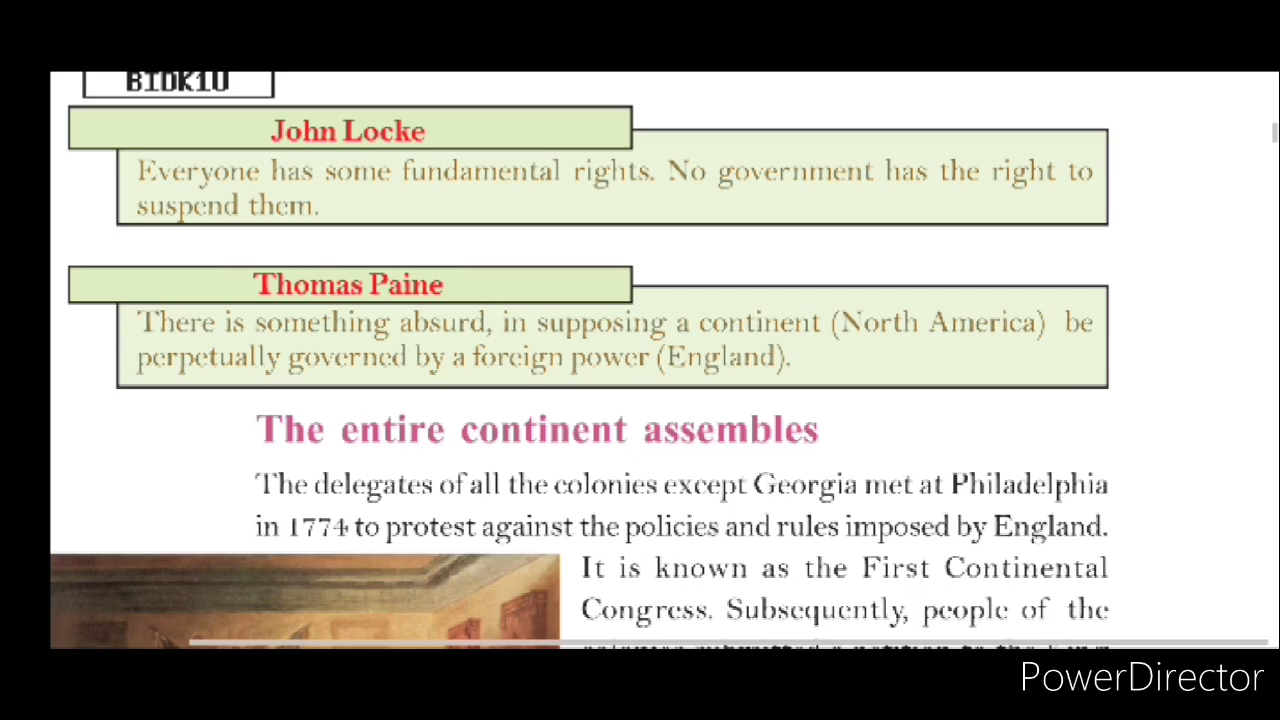 John Locke
Everyone has some fundamental rights. No government has the right to
suspend them.
Thomas Paine
There is something absurd, in supposing a continent (North America) be
perpetually governed by a foreign power (England).
The entire continent assembles
The delegates of all the colonies except Georgia met at Philadelphia
in 1774 to protest against the policies and rules imposed by England.
It is known as the First Continental
Congress. Subsequently, people of the
PowerDirector